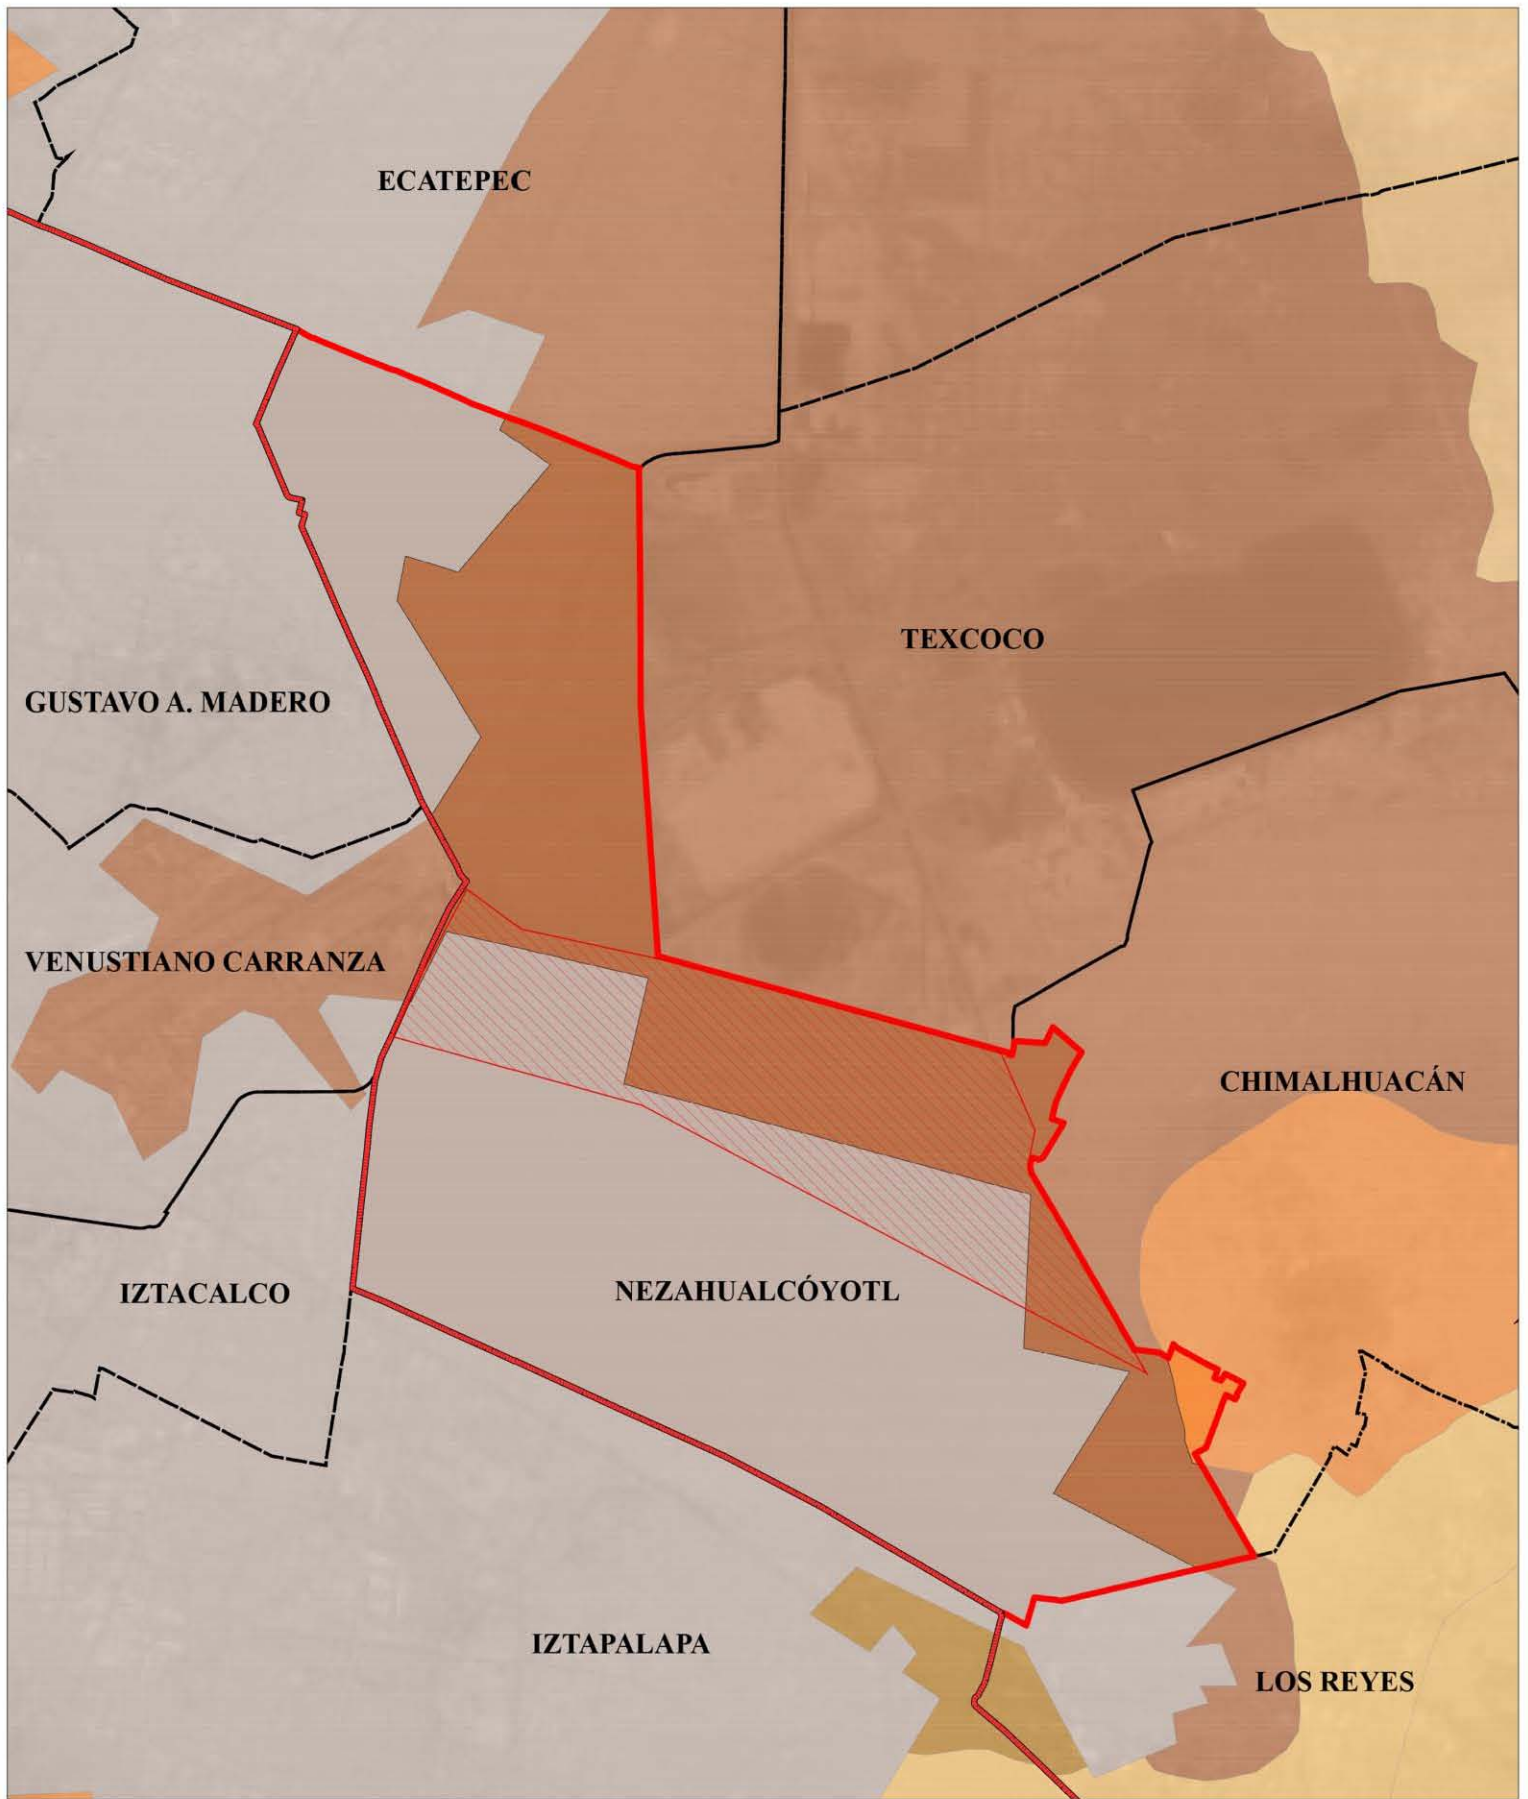 ECATEPEC
TEXCOCO
GUSTAVO A. MADERO
VENUSTIANO CARRANZA
CHIMALHUACÁN
IZTACALCO
NEZAHUALCÓYOTL
IZTAPALAPA
LOS REYES